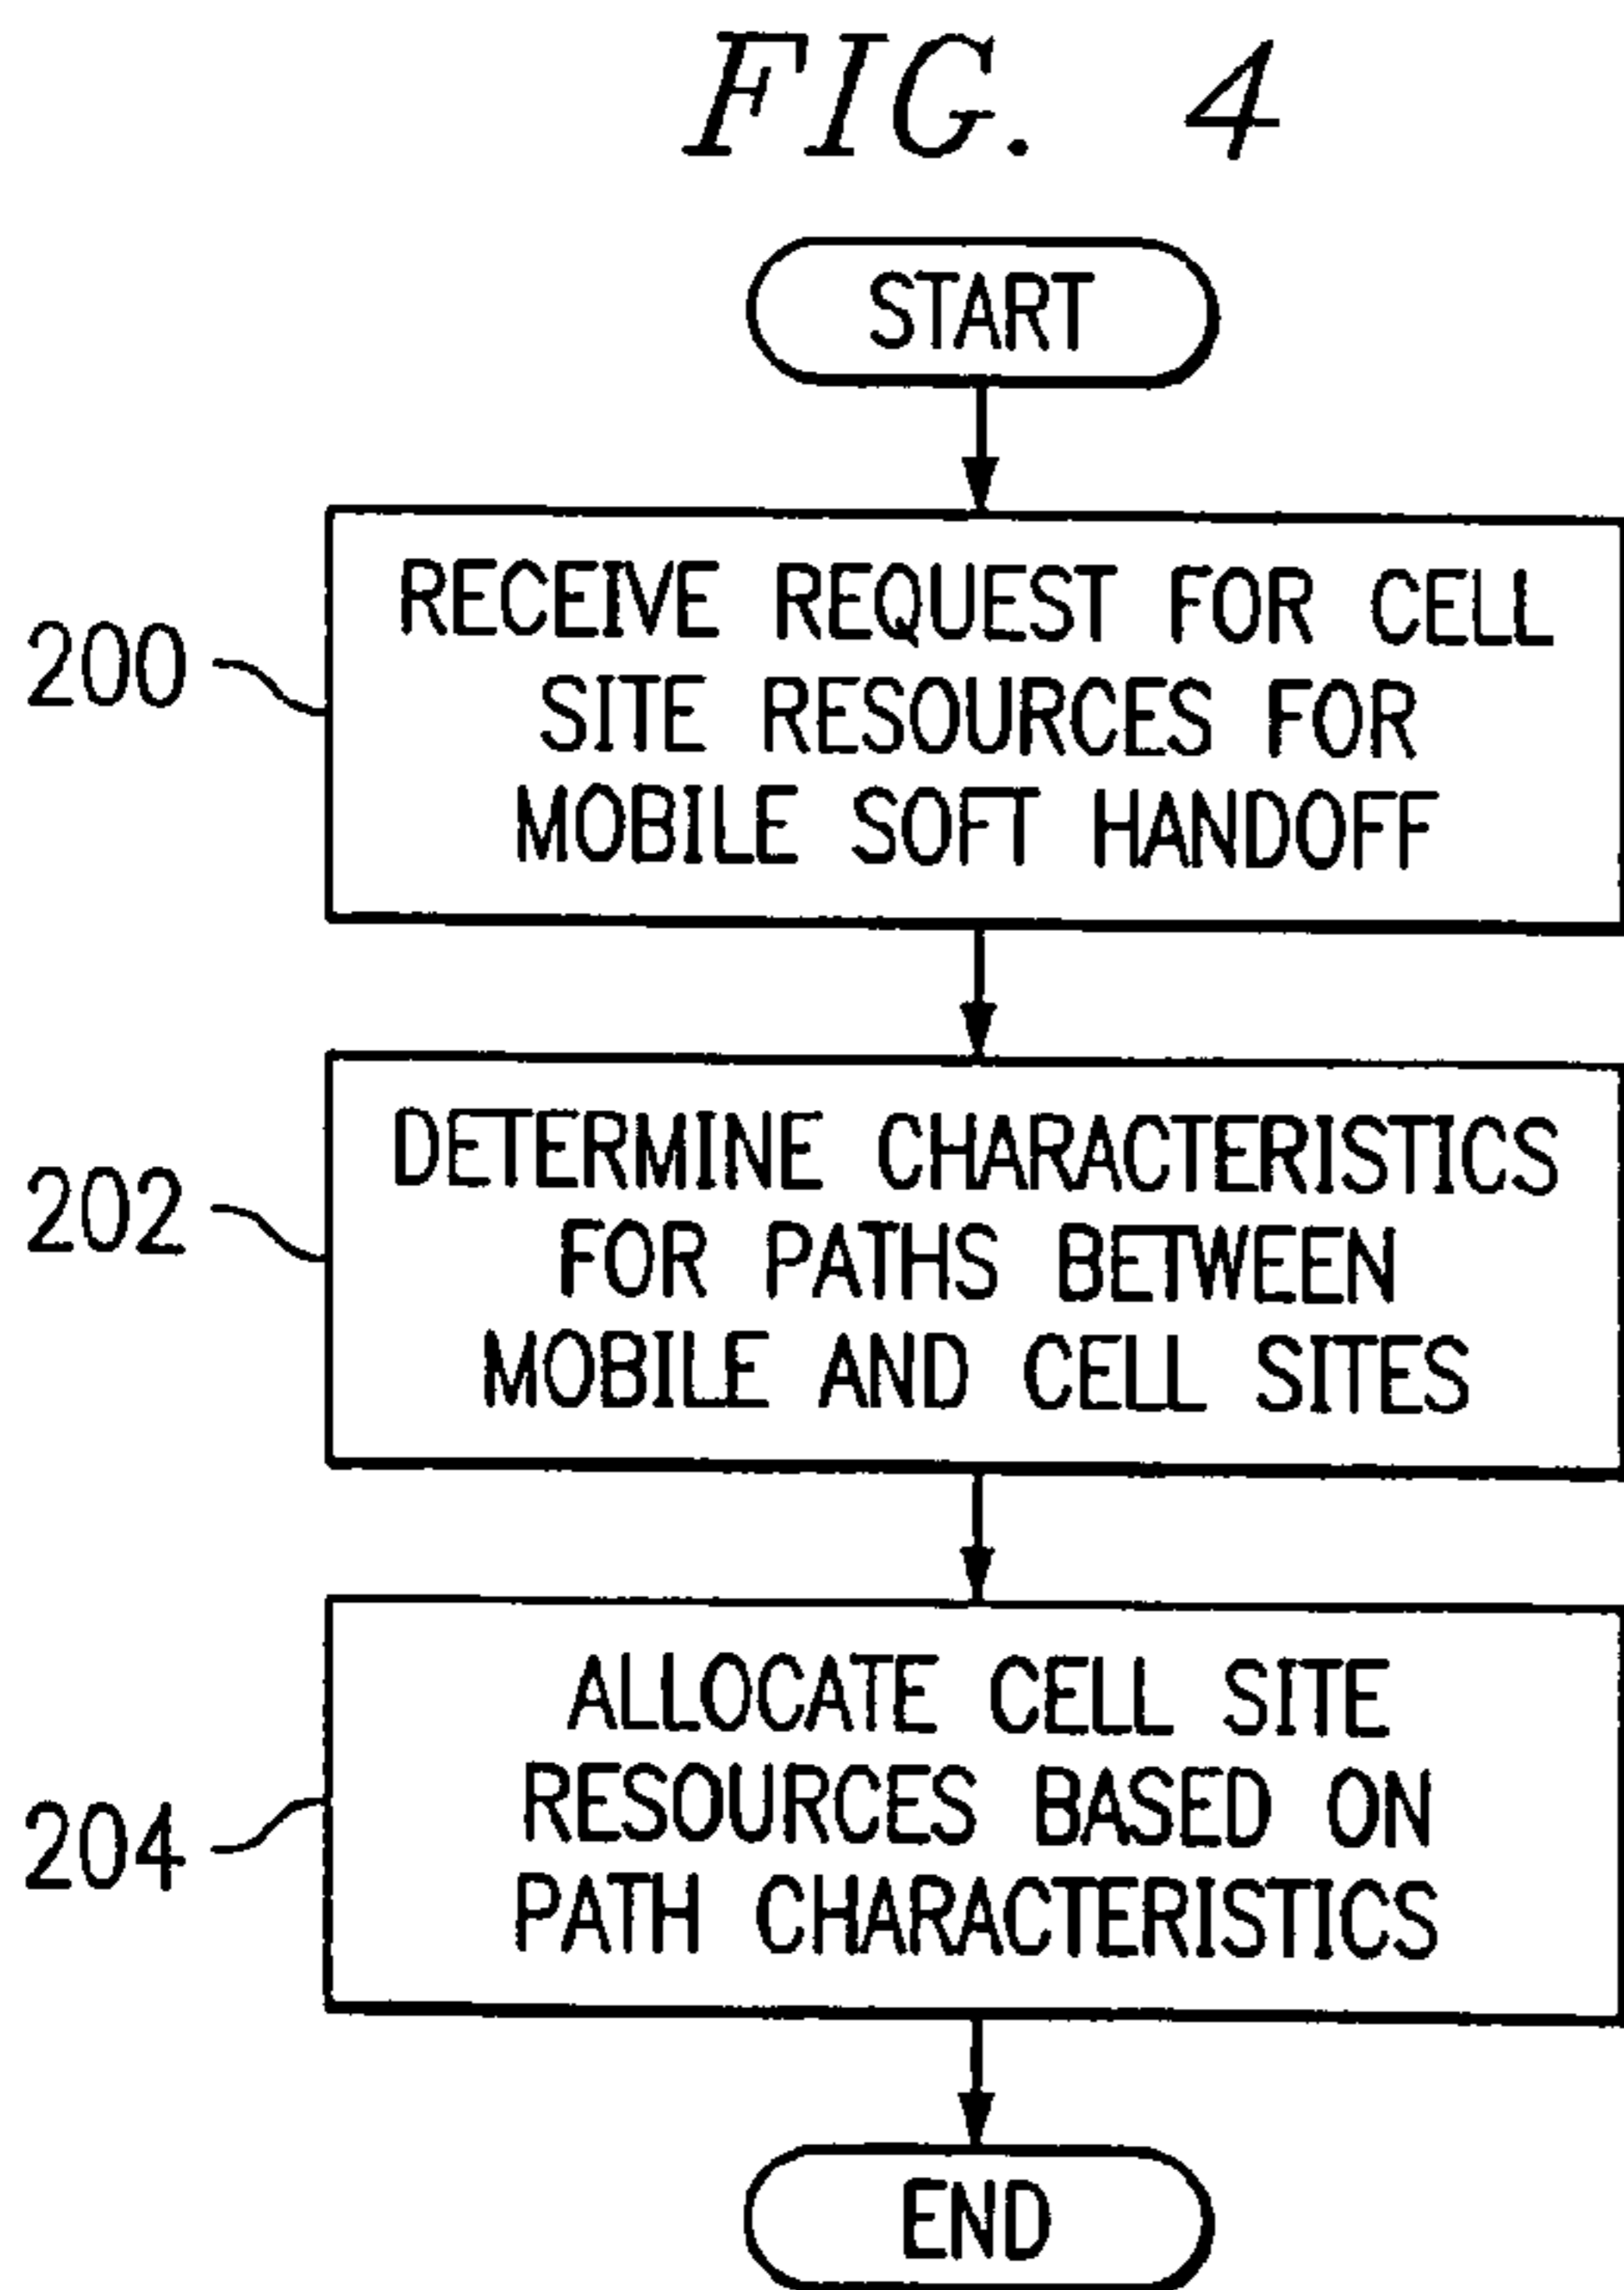 FIG. 4
START
200
RECEIVE REQUEST FOR CELL
SITE RESOURCES FOR
MOBILE SOFT HANDOFF
202
DETERMINE CHARACTERISTICS
FOR PATHS BETWEEN
MOBILE AND CELL SITES
204
ALLOCATE CELL SITE
RESOURCES BASED ON
PATH CHARACTERISTICS
END